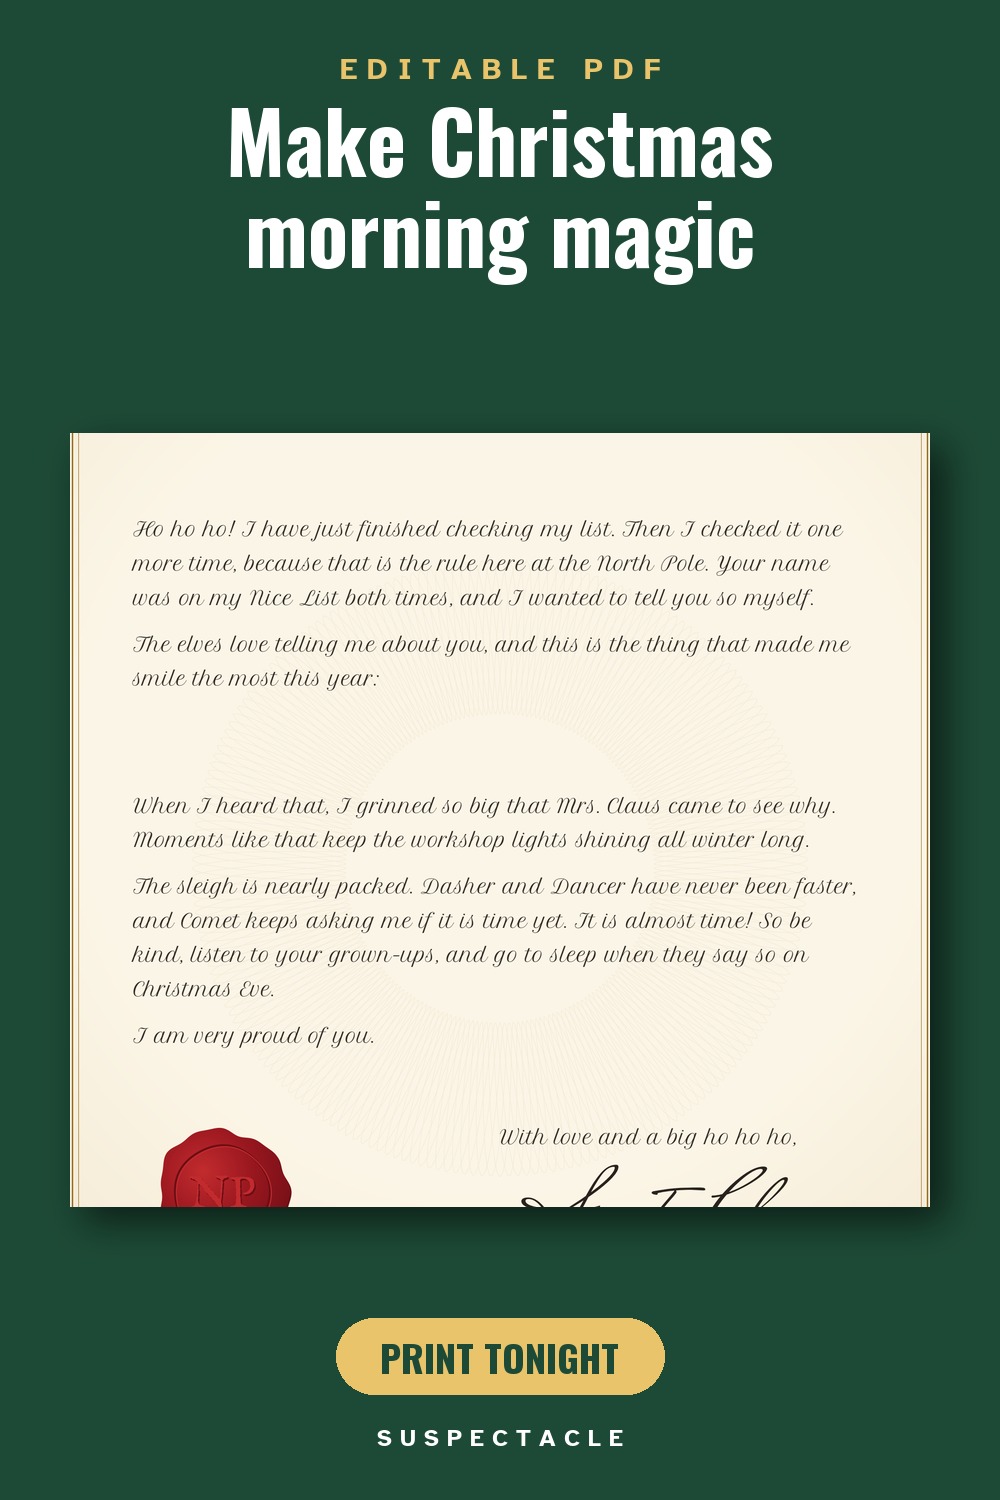 EDITABLE PDF
Make Christmas
morning magic
Ho ho ho! I have just finished checking my list. Then I checked it one
more time, because that is the rule here at the North Pole. Your name
was on my Nice List both times, and I wanted to tell you so myself.
The elves love telling me about you, and this is the thing that made me
smile the most this year:
When I heard that, I grinned so big that Mrs. Claus came to see why.
Moments like that keep the workshop lights shining all winter long.
The sleigh is nearly packed. Dasher and Dancer have never been faster,
and Comet keeps asking me if it is time yet. It is almost time! So be
kind, listen to your grown-ups, and go to sleep when they say so on
Christmas Eve.
I am very proud of you.
With love and a big ho ho ho,
NP
PRINT TONIGHT
SUSPECTACLE